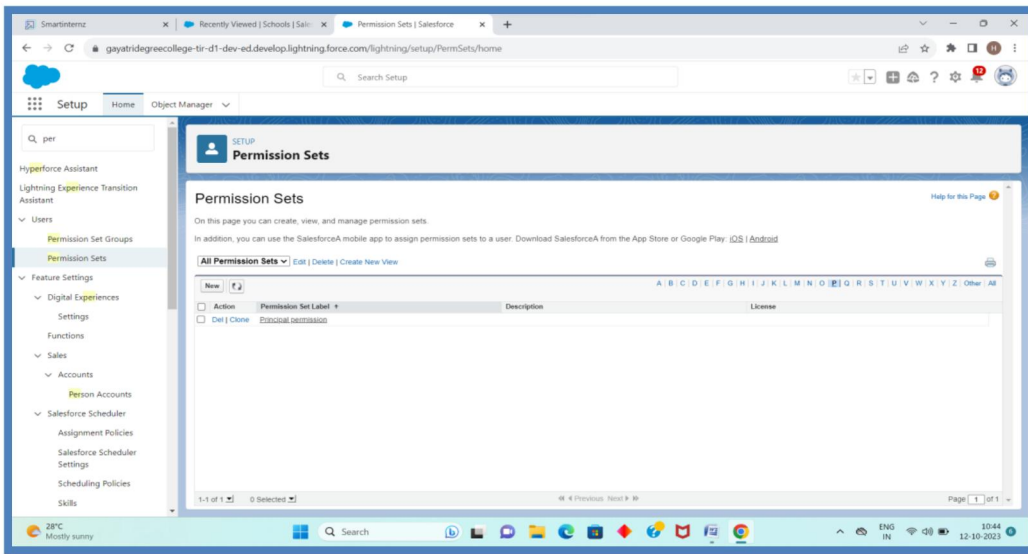 Smartinternz
Recently Viewed | Schools | Sale
Permission Sets | Salesforce
gayatridegreecollege-tir-d1-dev-ed.develop.lightning.force.com/lightning/setup/PermSets/home
H
Search Setup
12
Setup
Home
Object Manager
per
Hyperforce Assistant
Lightning Experience Transition
Assistant
Users
Permission Set Groups
Permission Sets
Feature Settings
Digital Experiences
Settings
Functions
Sales
Accounts
Person Accounts
Salesforce Scheduler
Assignment Policies
Salesforce Scheduler
Settings
Scheduling Policies
Skills
SETUP
Permission Sets
Permission Sets
Help for this Page
On this page you can create, view, and manage permission sets.
In addition, you can use the SalesforceA mobile app to assign permission sets to a user. Download SalesforceA from the App Store or Google Play: iOS | Android
All Permission Sets Edit | Delete | Create New View
New
A | B | C | D | E | F | G | H | I | J | K | L | M | N | O | P | Q | R | S | T | U | V | W | X | Y | Z | Other | All
Action Permission Set Label Description License
Del | Clone Principal permission
1-1 of 1 0 Selected Previous Next Page 1 of 1
28°C
Mostly sunny
Search
ENG
IN
10:44
12-10-2023